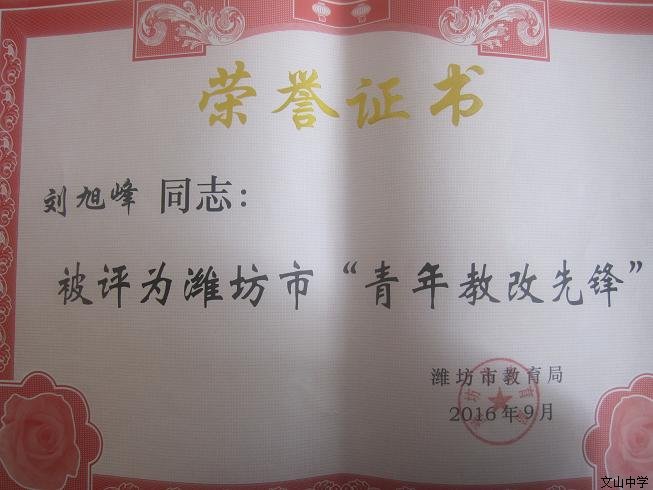 荣誉证书
刘旭峰 同志:
被评为潍坊市“青年教改先锋”
潍坊市教育局
2016年9月
文山中学